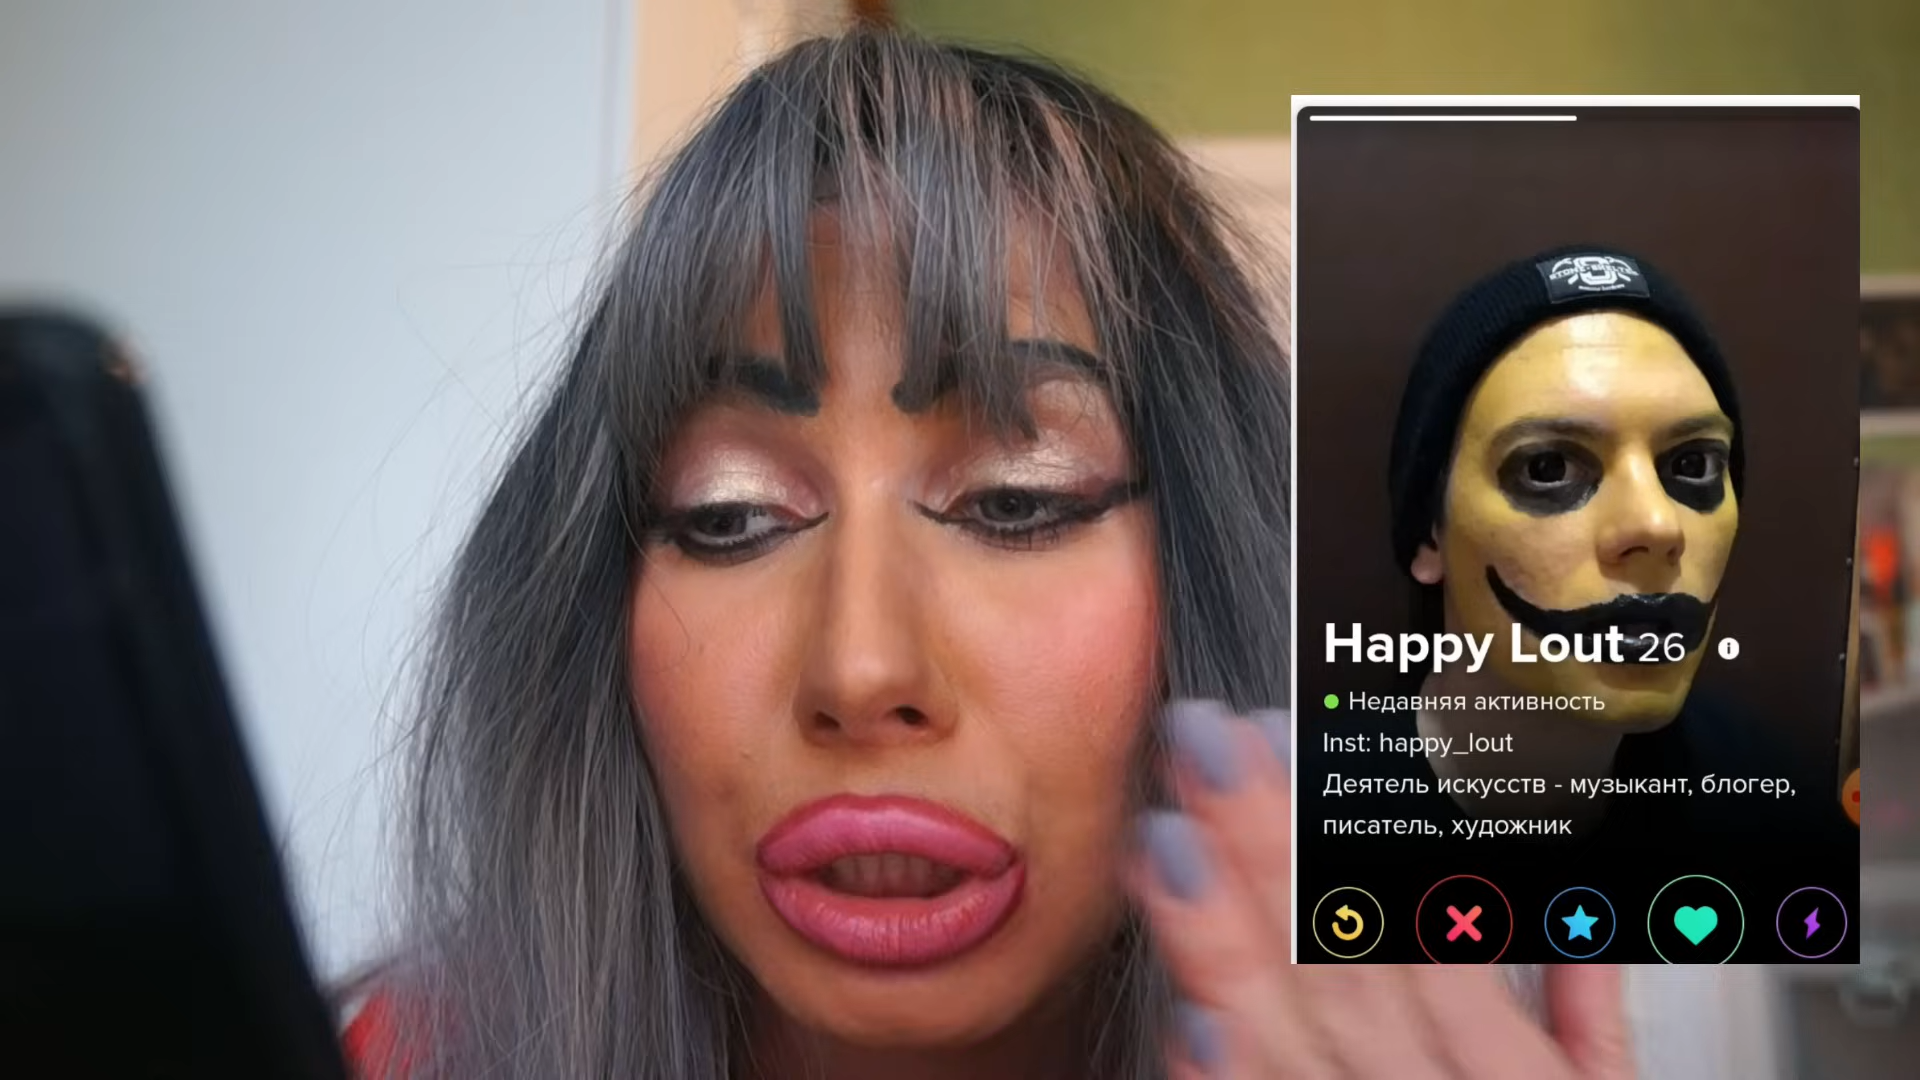 Happy Lout 26
Недавняя активность
Inst: happy_lout
Деятель искусств - музыкант, блогер,
писатель, художник